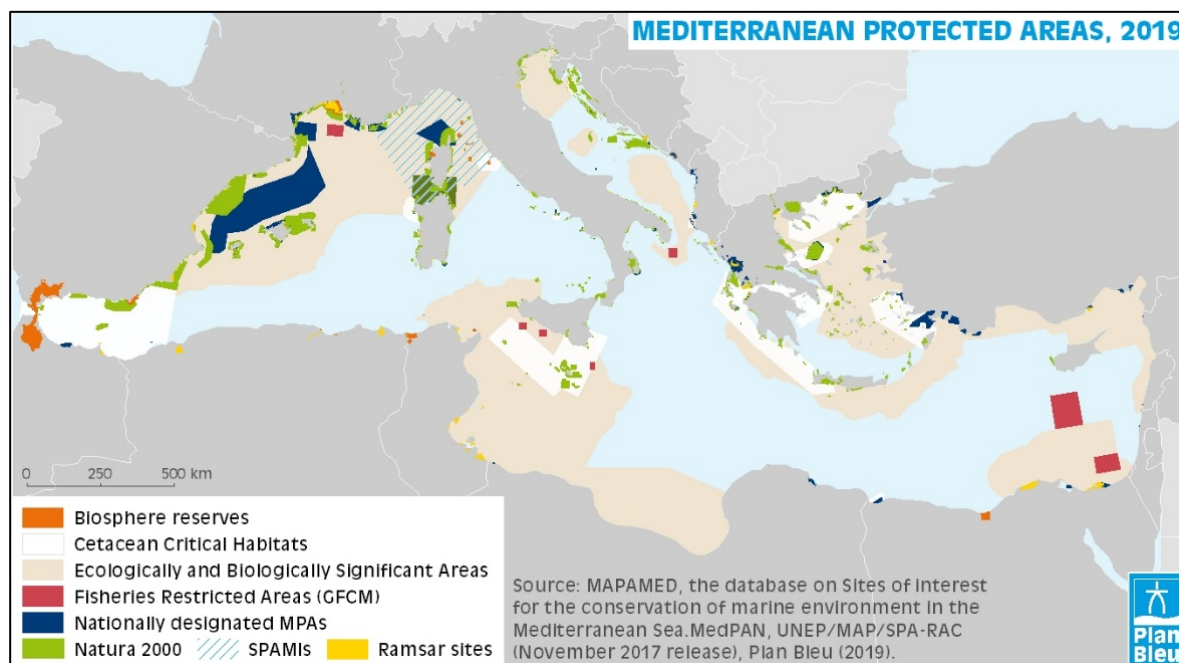 MEDITERRANEAN PROTECTED AREAS, 2019
0 250 500 km
Biosphere reserves
Cetacean Critical Habitats
Ecologically and Biologically Significant Areas
Fisheries Restricted Areas (GFCM)
Nationally designated MPAs
Natura 2000 SPAMIs Ramsar sites
Source: MAPAMED, the database on Sites of interest
for the conservation of marine environment in the
Mediterranean Sea.MedPAN, UNEP/MAP/SPA-RAC
(November 2017 release), Plan Bleu (2019).
Plan
Bleu